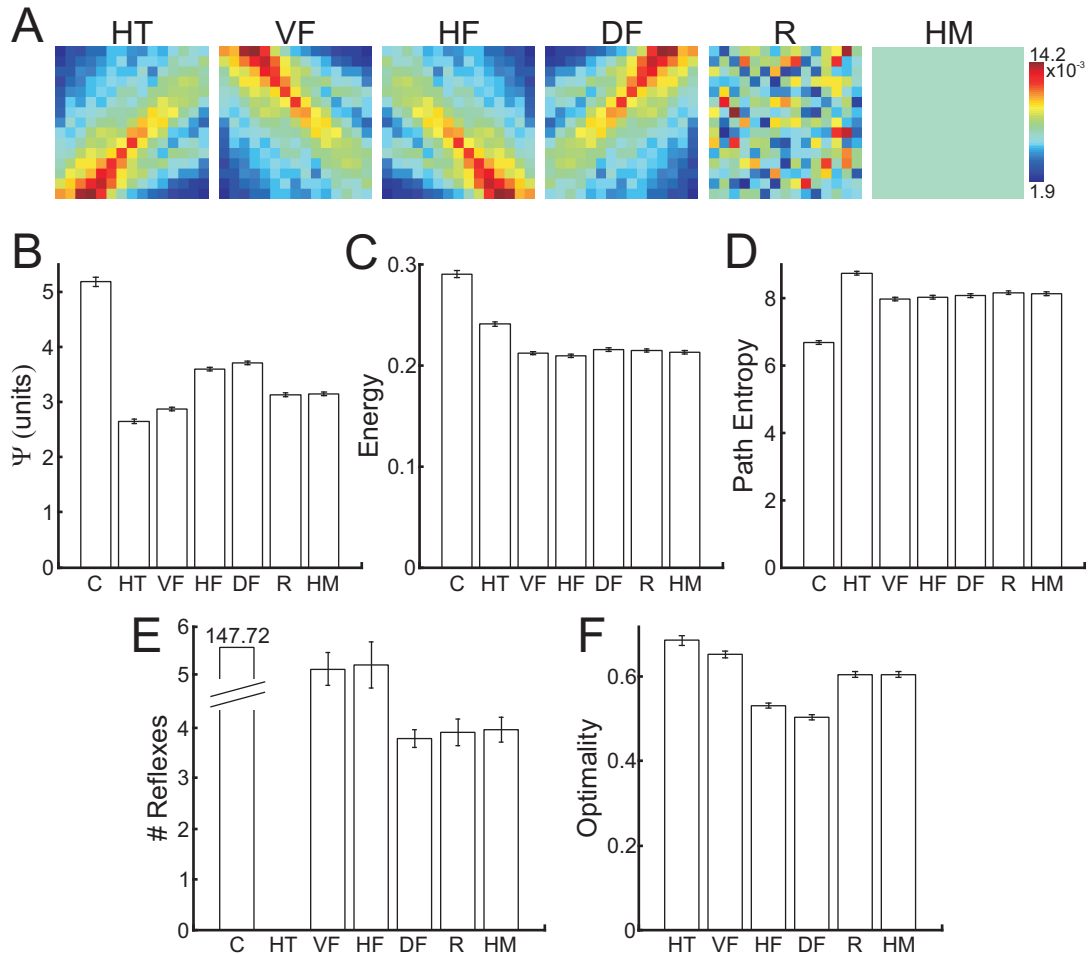 A
HT VF HF DF R HM
14.2
x10-3
1.9
B
Ψ (units)
5
4
3
2
1
0
C HT VF HF DF R HM
C
Energy
0.3
0.2
0.1
0
C HT VF HF DF R HM
D
Path Entropy
8
6
4
2
0
C HT VF HF DF R HM
E
# Reflexes
6
5
4
3
2
1
0
147.72
C HT VF HF DF R HM
F
Optimality
0.6
0.4
0.2
0
HT VF HF DF R HM